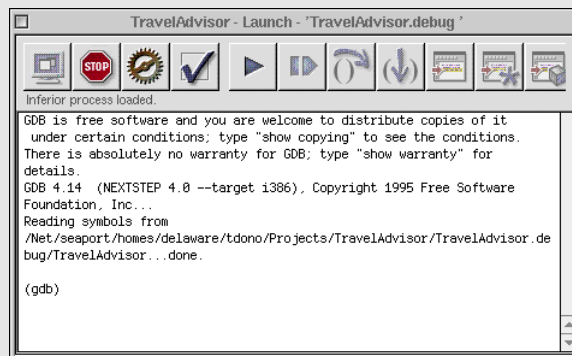 TravelAdvisor - Launch - 'TravelAdvisor.debug '
STOP
Inferior process loaded.
GDB is free software and you are welcome to distribute copies of it
under certain conditions; type "show copying" to see the conditions.
There is absolutely no warranty for GDB; type "show warranty" for
details.
GDB 4.14 (NEXTSTEP 4.0 --target i386), Copyright 1995 Free Software
Foundation, Inc...
Reading symbols from
/Net/seaport/homes/delaware/tdono/Projects/TravelAdvisor/TravelAdvisor.de
bug/TravelAdvisor...done.
(gdb)